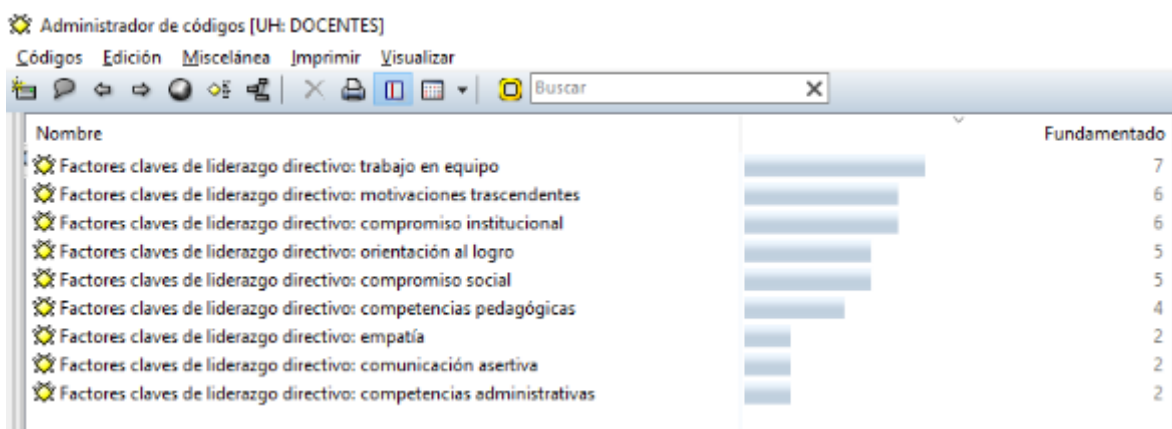 Administrador de códigos [UH: DOCENTES]
Códigos Edición Miscelánea Imprimir Visualizar
Buscar
Nombre Fundamentado
Factores claves de liderazgo directivo: trabajo en equipo 7
Factores claves de liderazgo directivo: motivaciones trascendentes 6
Factores claves de liderazgo directivo: compromiso institucional 6
Factores claves de liderazgo directivo: orientación al logro 5
Factores claves de liderazgo directivo: compromiso social 5
Factores claves de liderazgo directivo: competencias pedagógicas 4
Factores claves de liderazgo directivo: empatía 2
Factores claves de liderazgo directivo: comunicación asertiva 2
Factores claves de liderazgo directivo: competencias administrativas 2